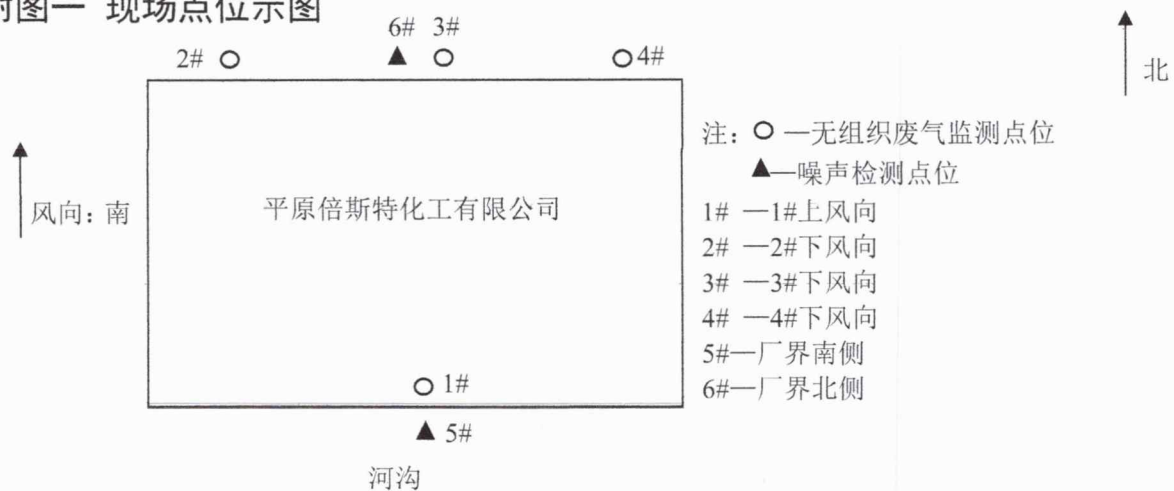 附图一 现场点位示图
6# 3#
2# 4#
北
注： —无组织废气监测点位
—噪声检测点位
风向：南
平原倍斯特化工有限公司
1# —1#上风向
2# —2#下风向
3# —3#下风向
4# —4#下风向
5#—厂界南侧
6#—厂界北侧
1#
5#
河沟